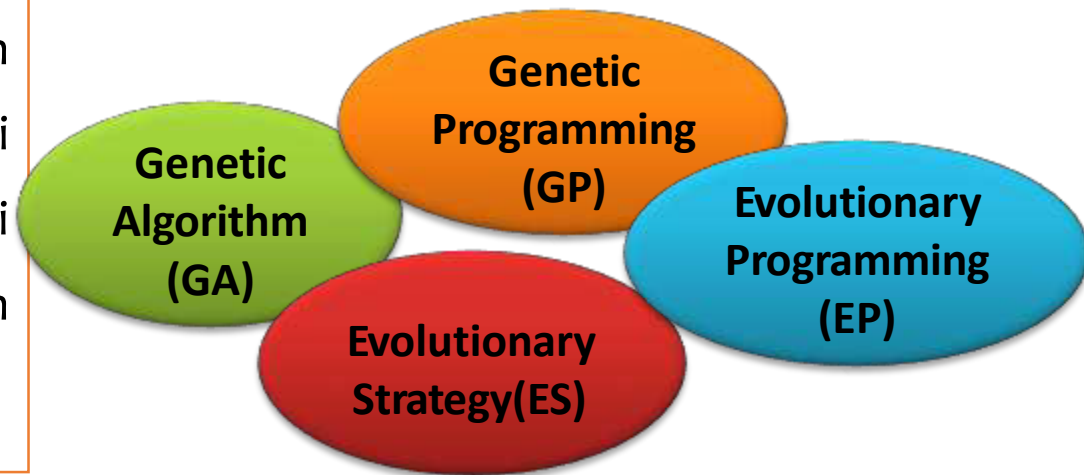 Genetic
Programming
(GP)
Genetic
Algorithm
(GA)
Evolutionary
Programming
(EP)
Evolutionary
Strategy(ES)